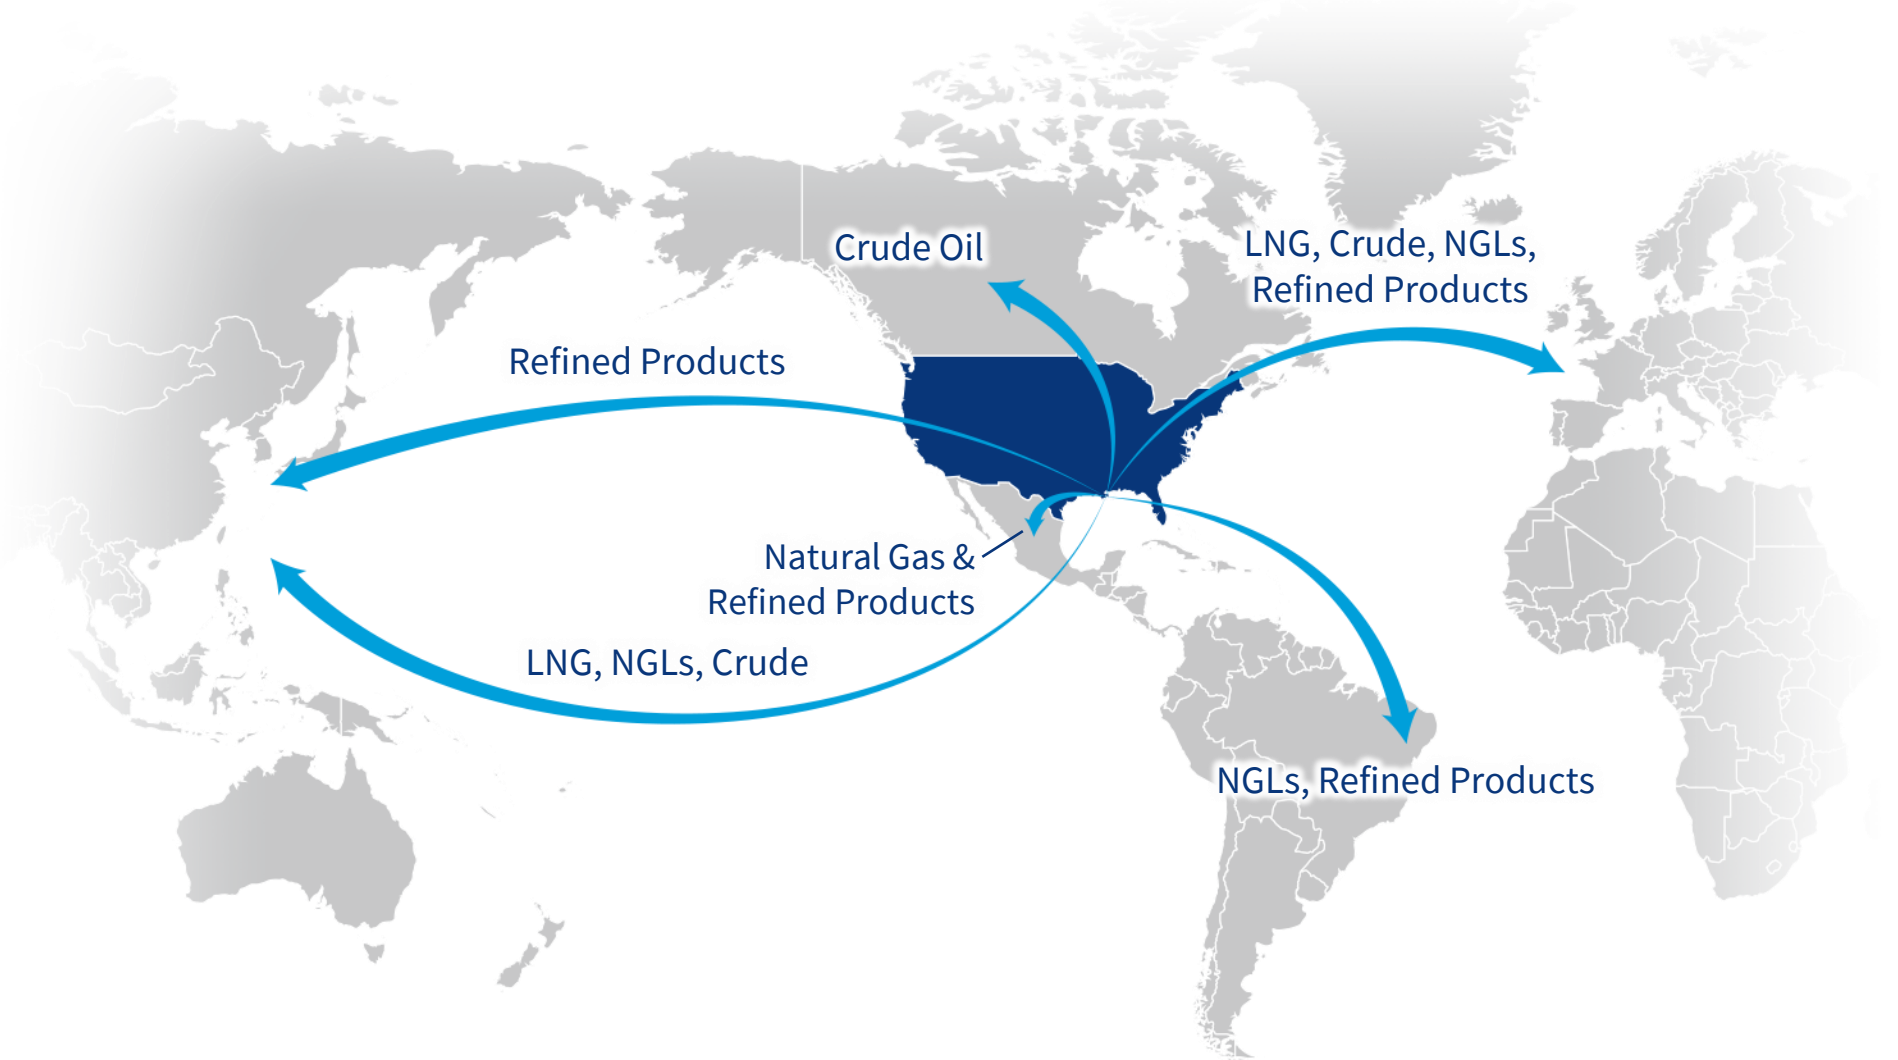 Crude Oil
LNG, Crude, NGLs,
Refined Products
Refined Products
Natural Gas &
Refined Products
LNG, NGLs, Crude
NGLs, Refined Products